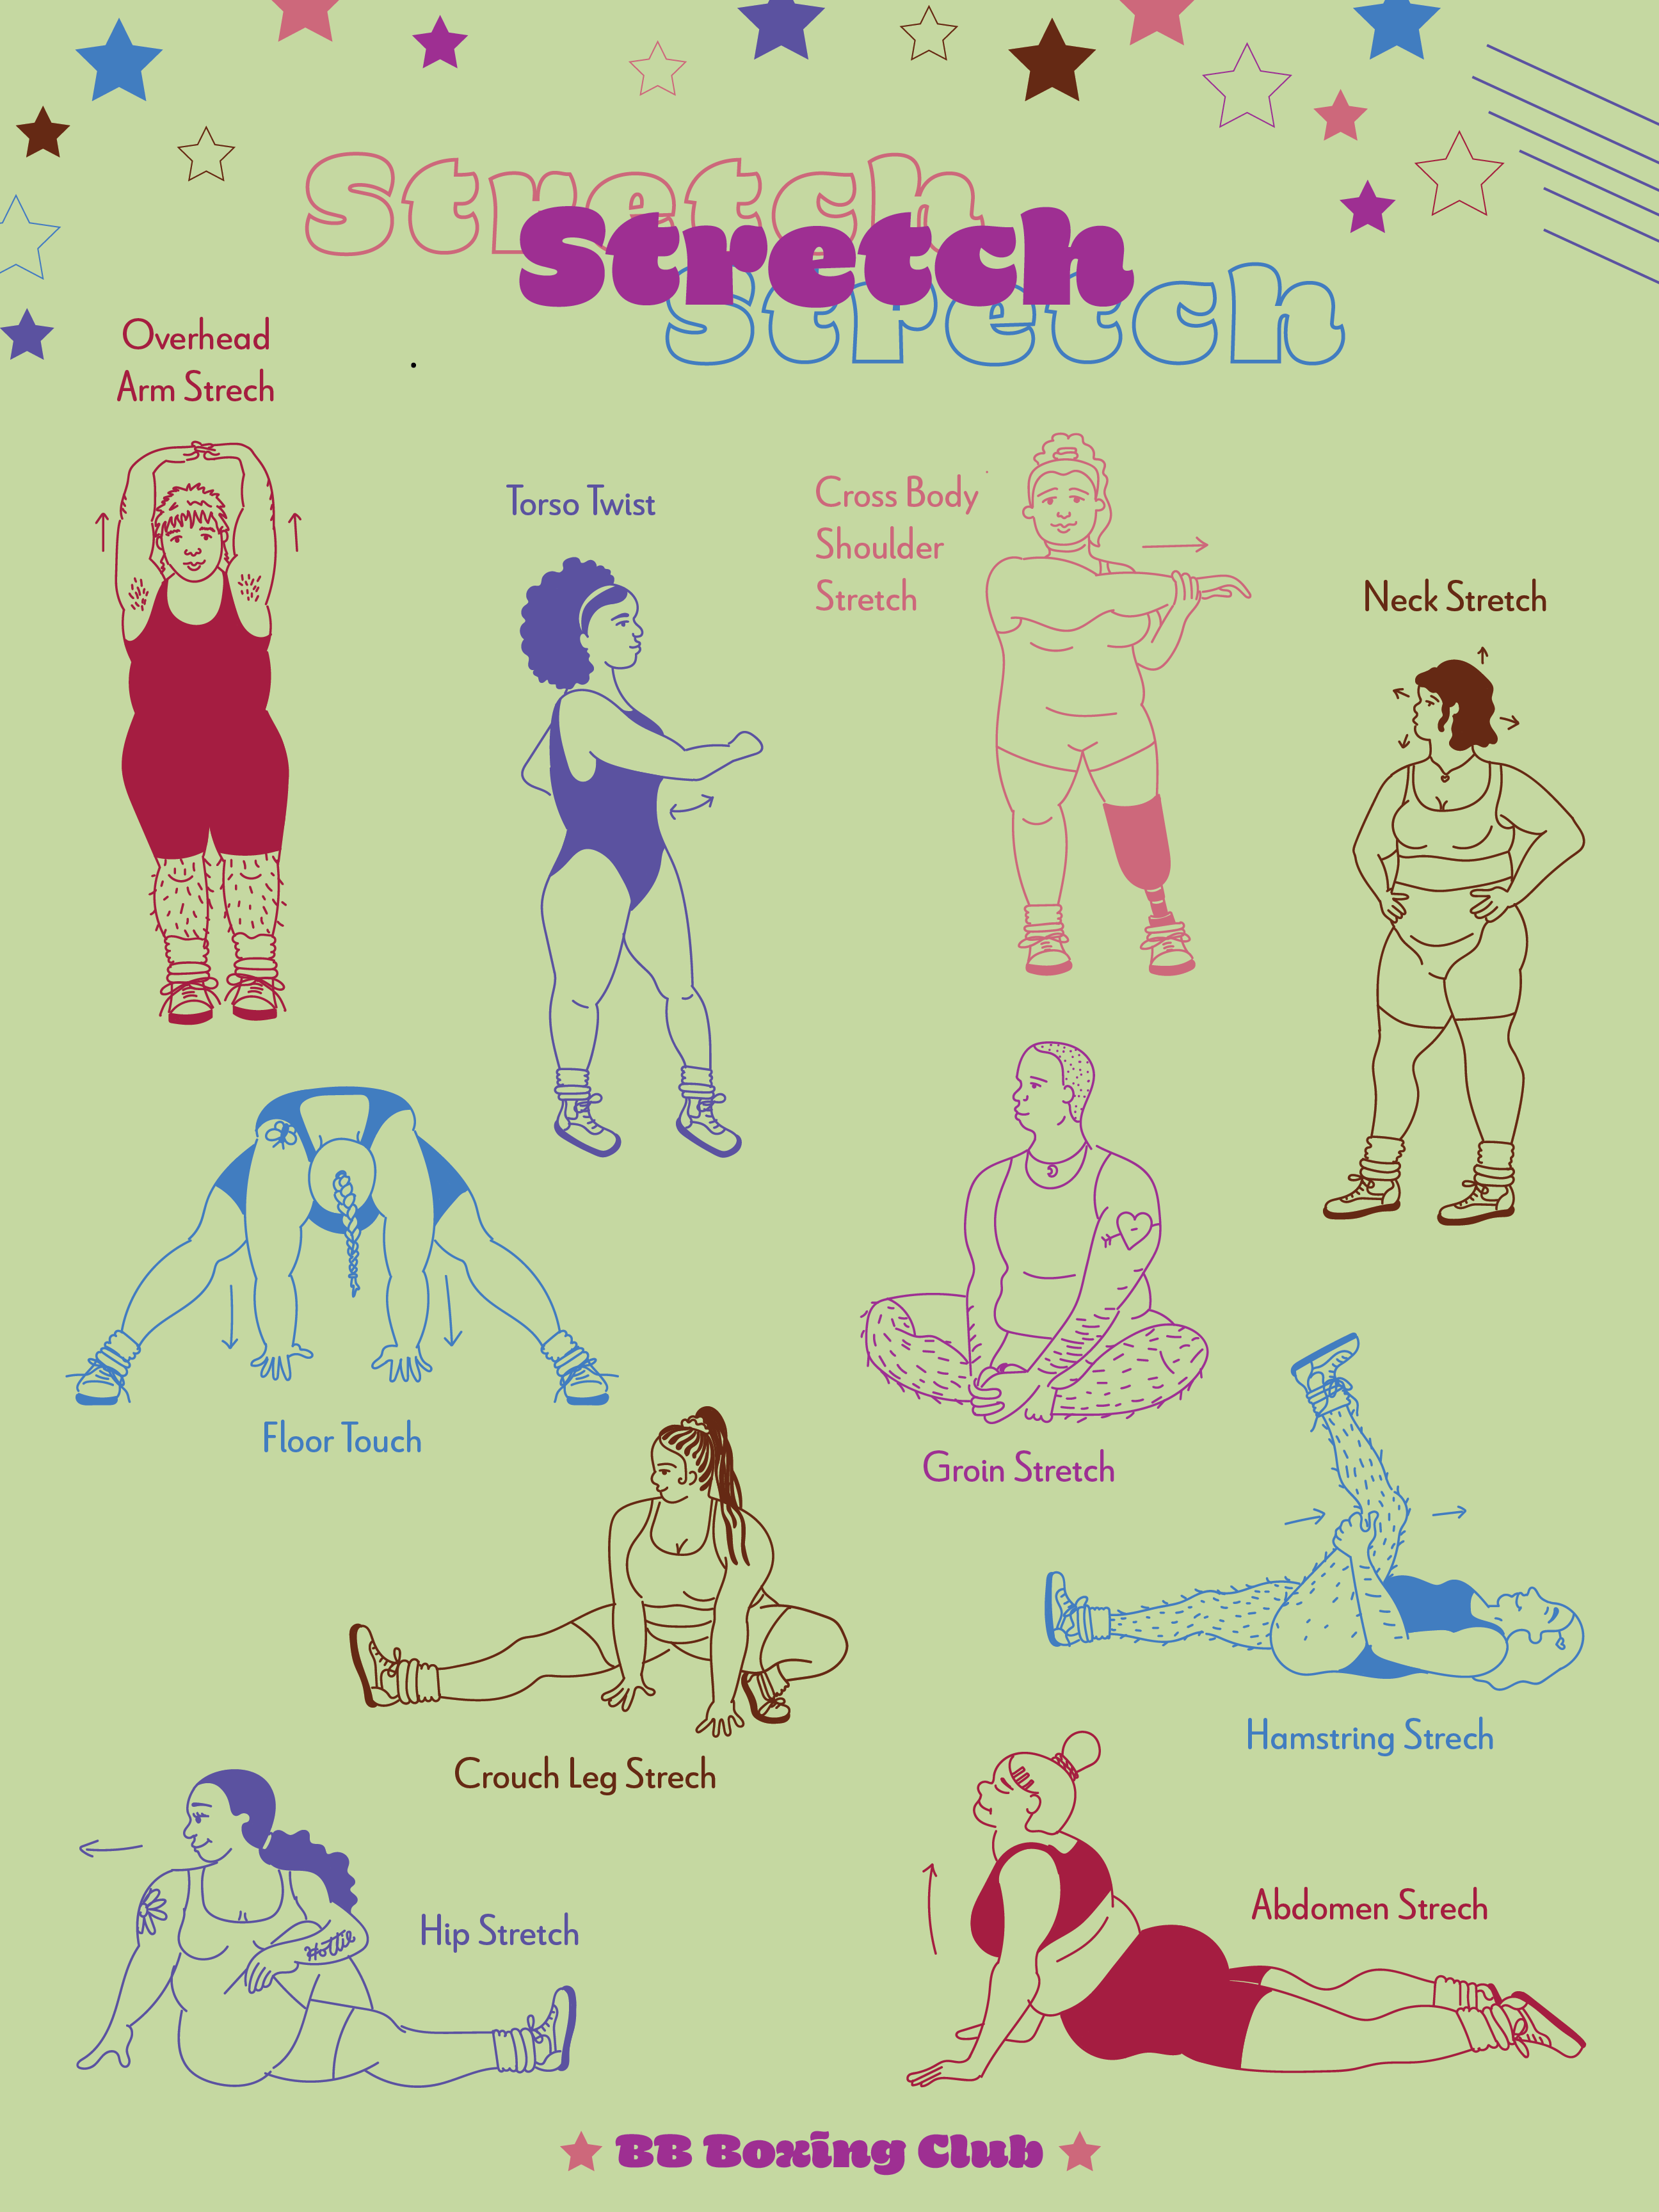 Stretch
Stretch
Stretch
Overhead
Arm Strech
Torso Twist
Cross Body
Shoulder
Stretch
Neck Stretch
Floor Touch
Groin Stretch
Crouch Leg Strech
Hamstring Strech
Hottie
Hip Stretch
Abdomen Strech
BB Boxing Club